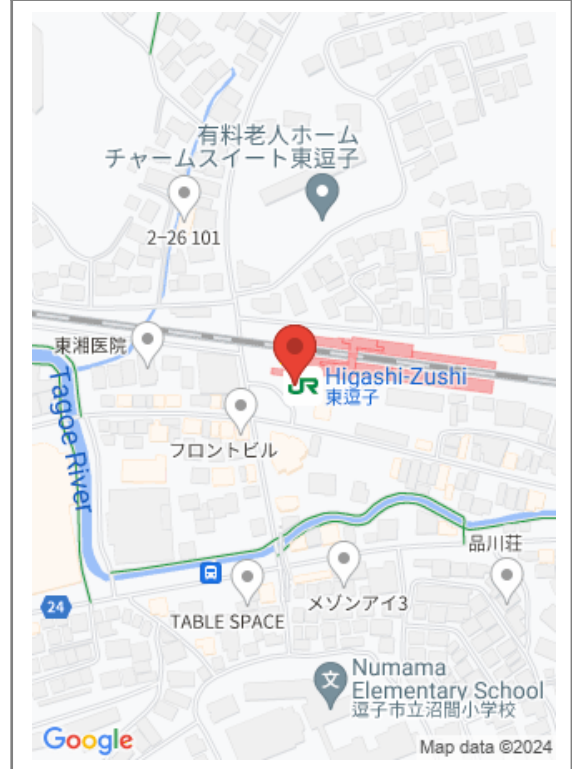 有料老人ホーム
チャームスイート東逗子
2-26 101
東湘医院
JR
Higashi-Zushi
東逗子
Tagoe River
フロントビル
品川荘
24
TABLE SPACE
メゾンアイ3
文
Numama
Elementary School
逗子市立沼間小学校
Google
Map data ©2024